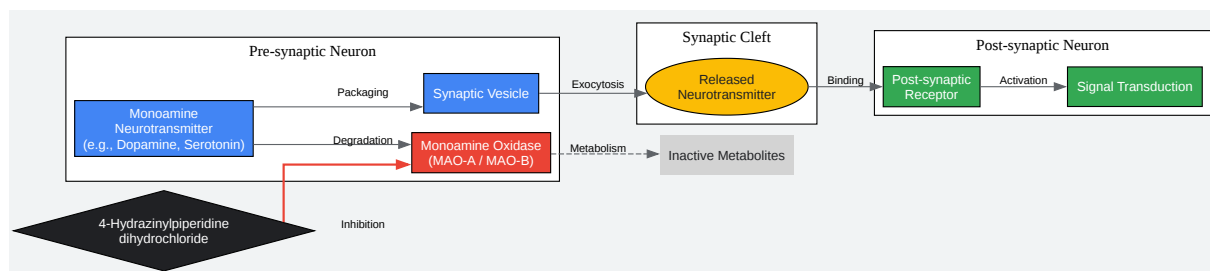 Pre-synaptic Neuron
Monoamine
Neurotransmitter
(e.g., Dopamine, Serotonin)
Packaging
Synaptic Vesicle
Degradation
Monoamine Oxidase
(MAO-A / MAO-B)
Exocytosis
Metabolism
Synaptic Cleft
Released
Neurotransmitter
Inactive Metabolites
Binding
Post-synaptic Neuron
Post-synaptic
Receptor
Activation
Signal Transduction
4-Hydrazinylpiperidine
dihydrochloride
Inhibition